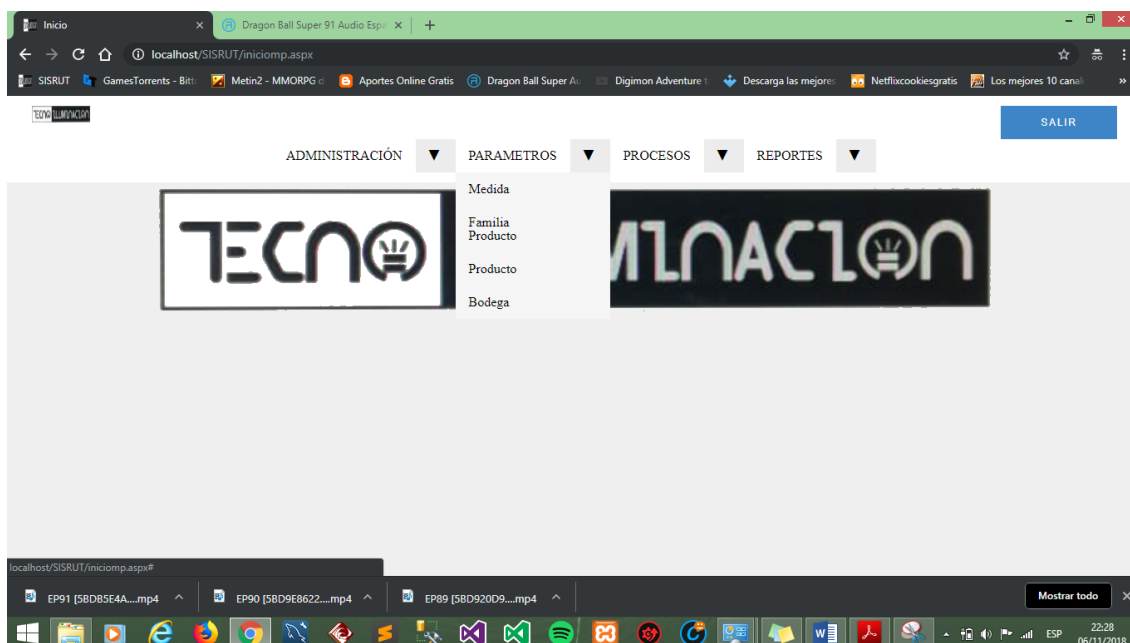 Inicio
Dragon Ball Super 91 Audio Espa
localhost/SISRUT/iniciomp.aspx
SISRUT
GamesTorrents - Bitt
Metin2 - MMORPG d
Aportes Online Gratis
Dragon Ball Super Au
Digimon Adventure t
Descarga las mejores
Netflixcookiesgratis
Los mejores 10 canal
»
TECNO ILUMINACION
SALIR
ADMINISTRACIÓN ▼ PARAMETROS ▼ PROCESOS ▼ REPORTES ▼
Medida
Familia
Producto
Producto
Bodega
TECNO MINACION
localhost/SISRUT/iniciomp.aspx#
EP91 [5BDB5E4A....mp4
EP90 [5BD9E8622....mp4
EP89 [5BD920D9....mp4
Mostrar todo
ESP
22:28
06/11/2018